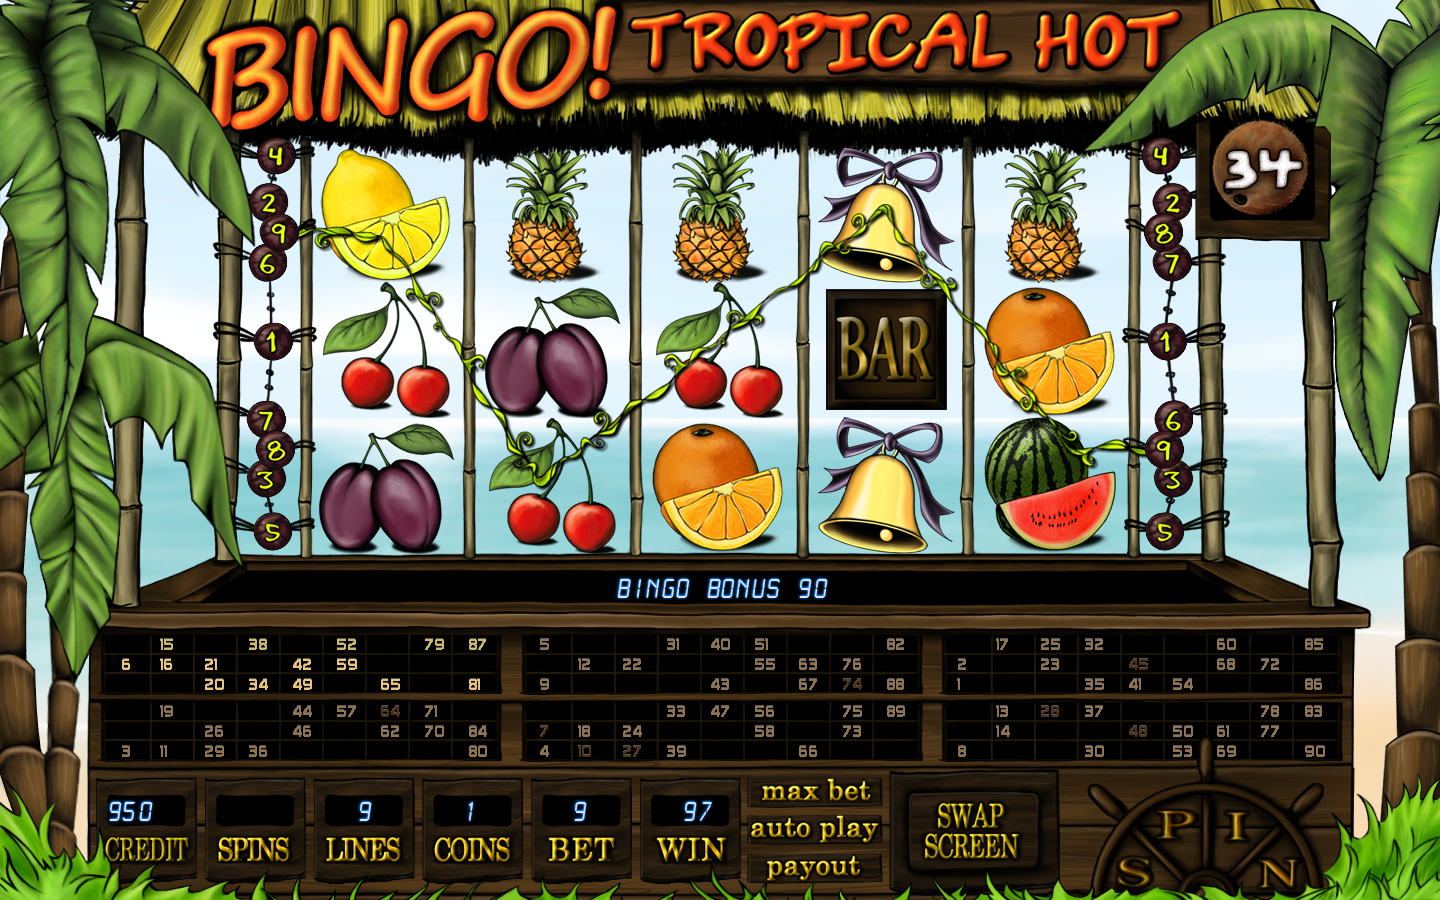 BINGO! TROPICAL HOT
4 4 34
2 2
9 8
6 7
BAR
1 1
7 6
8 9
3 3
5 5
BINGO BONUS 90
15 38 52 79 87 5 31 40 51 82 17 25 32 60 85
6 16 21 42 59 12 22 55 63 76 2 23 45 68 72
20 34 49 65 81 9 43 67 74 88 1 35 41 54 86
19 44 57 64 71 33 47 56 75 89 13 28 37 78 83
26 46 62 70 84 7 18 24 58 73 14 48 50 61 77
3 11 29 36 80 4 10 27 39 66 8 30 53 69 90
950 9 1 9 97
CREDIT SPINS LINES COINS BET WIN
max bet
auto play
payout
SWAP
SCREEN
SPIN